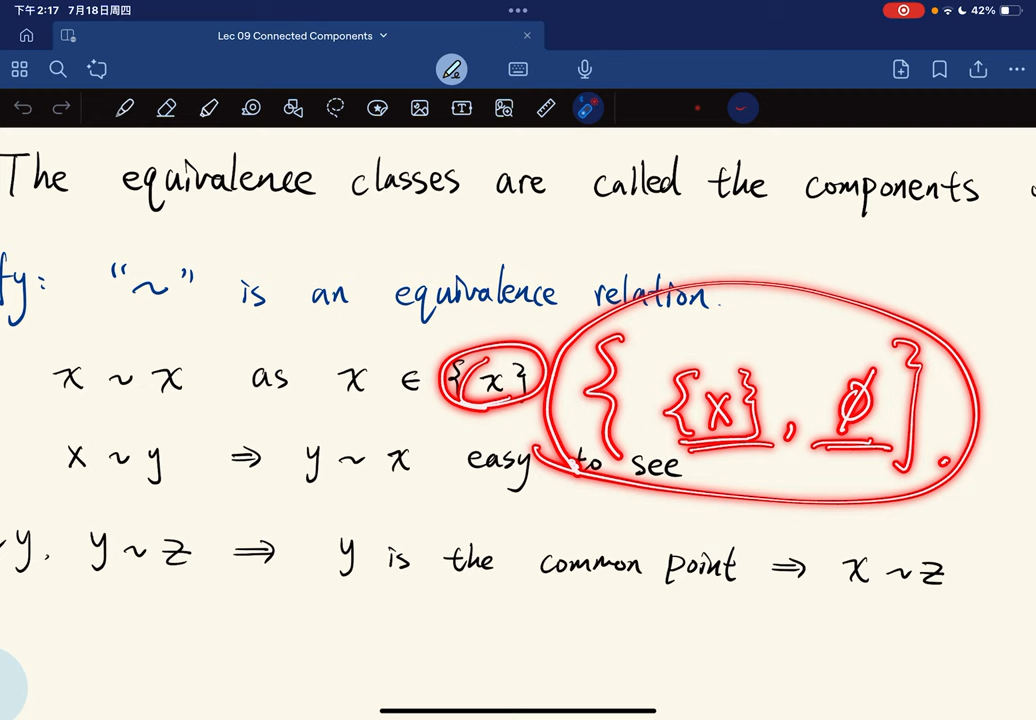 下午2:17 7月18日周四
42%
Lec 09 Connected Components
The equivalence classes are called the components
fy: "~" is an equivalence relation.
x ~ x as x ∈ {x} { {x} , ∅ } .
x ~ y ⇒ y ~ x easy to see
~ y. y ~ z ⇒ y is the common point ⇒ x ~ z